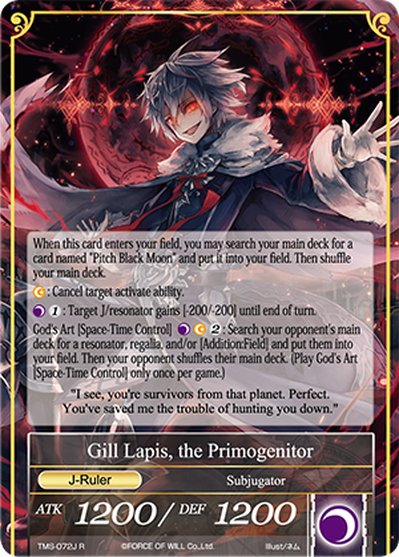 When this card enters your field, you may search your main deck for a
card named "Pitch Black Moon" and put it into your field. Then shuffle
your main deck.
: Cancel target activate ability.
1 : Target J/resonator gains [-200/-200] until end of turn.
God's Art [Space-Time Control] 2 : Search your opponent's main
deck for a resonator, regalia, and/or [Addition:Field] and put them into
your field. Then your opponent shuffles their main deck. (Play God's Art
[Space-Time Control] only once per game.)
"I see, you're survivors from that planet. Perfect.
You've saved me the trouble of hunting you down."
Gill Lapis, the Primogenitor
J-Ruler Subjugator
ATK 1200 / DEF 1200
TMS-072J R ©FORCE OF WILL Co.,Ltd. Illust/ネム